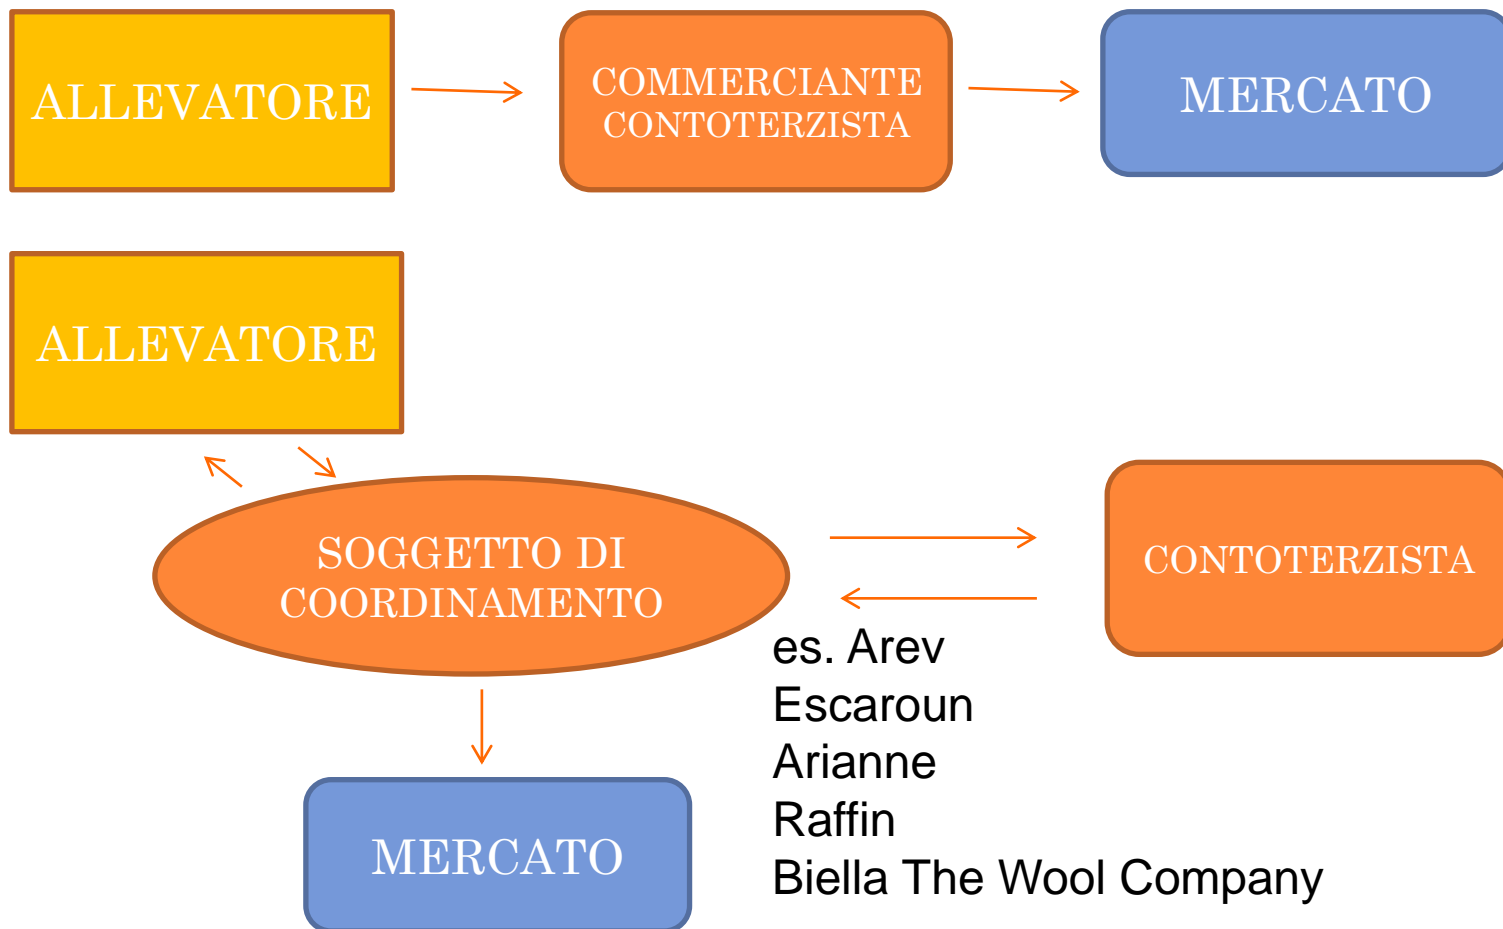 ALLEVATORE
COMMERCIANTE
CONTOTERZISTA
MERCATO
ALLEVATORE
SOGGETTO DI
COORDINAMENTO
CONTOTERZISTA
es. Arev
Escaroun
Arianne
Raffin
Biella The Wool Company
MERCATO